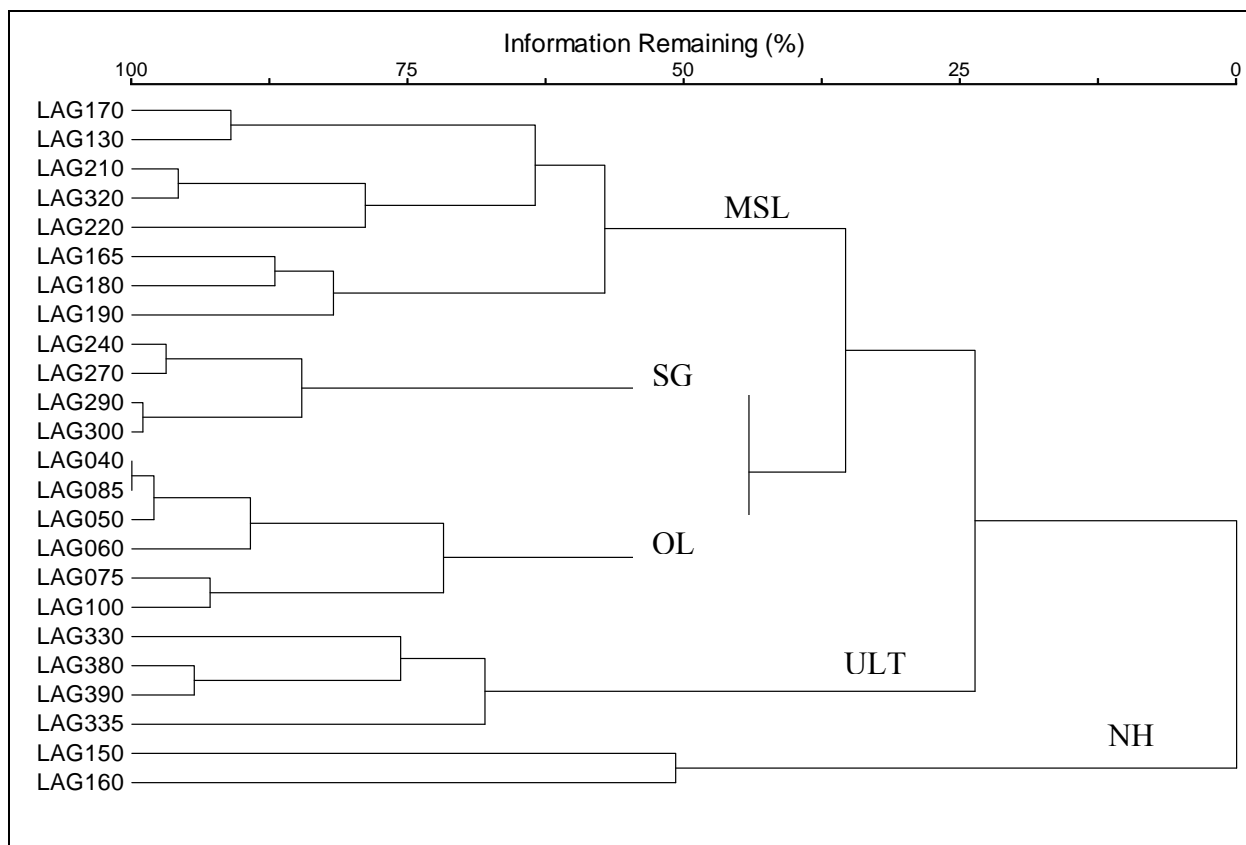 Information Remaining (%)
100 75 50 25 0
LAG170
LAG130
LAG210
LAG320
MSL
LAG220
LAG165
LAG180
LAG190
LAG240
LAG270
SG
LAG290
LAG300
LAG040
LAG085
LAG050
LAG060
OL
LAG075
LAG100
LAG330
LAG380
ULT
LAG390
LAG335
NH
LAG150
LAG160